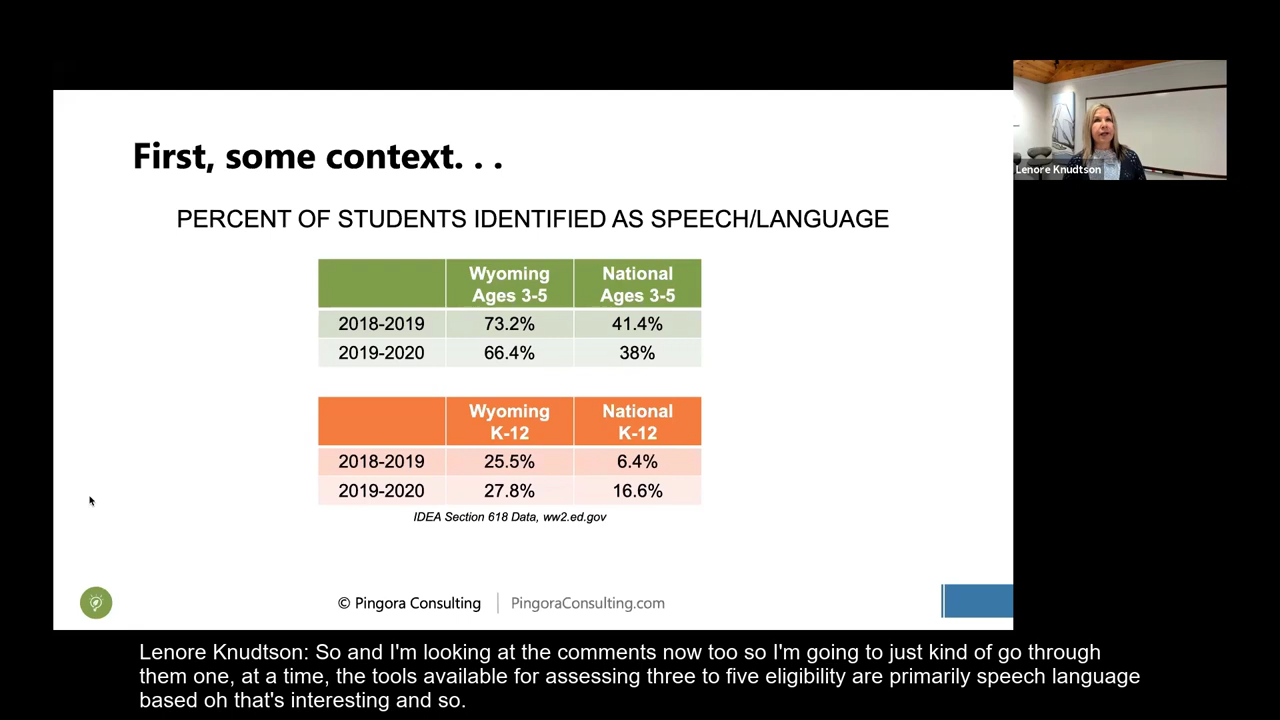 First, some context. . .
PERCENT OF STUDENTS IDENTIFIED AS SPEECH/LANGUAGE
Wyoming Ages 3-5 National Ages 3-5
2018-2019 73.2% 41.4%
2019-2020 66.4% 38%
Wyoming K-12 National K-12
2018-2019 25.5% 6.4%
2019-2020 27.8% 16.6%
IDEA Section 618 Data, ww2.ed.gov
© Pingora Consulting PingoraConsulting.com
Lenore Knudtson
Lenore Knudtson: So and I'm looking at the comments now too so I'm going to just kind of go through
them one, at a time, the tools available for assessing three to five eligibility are primarily speech language
based oh that's interesting and so.